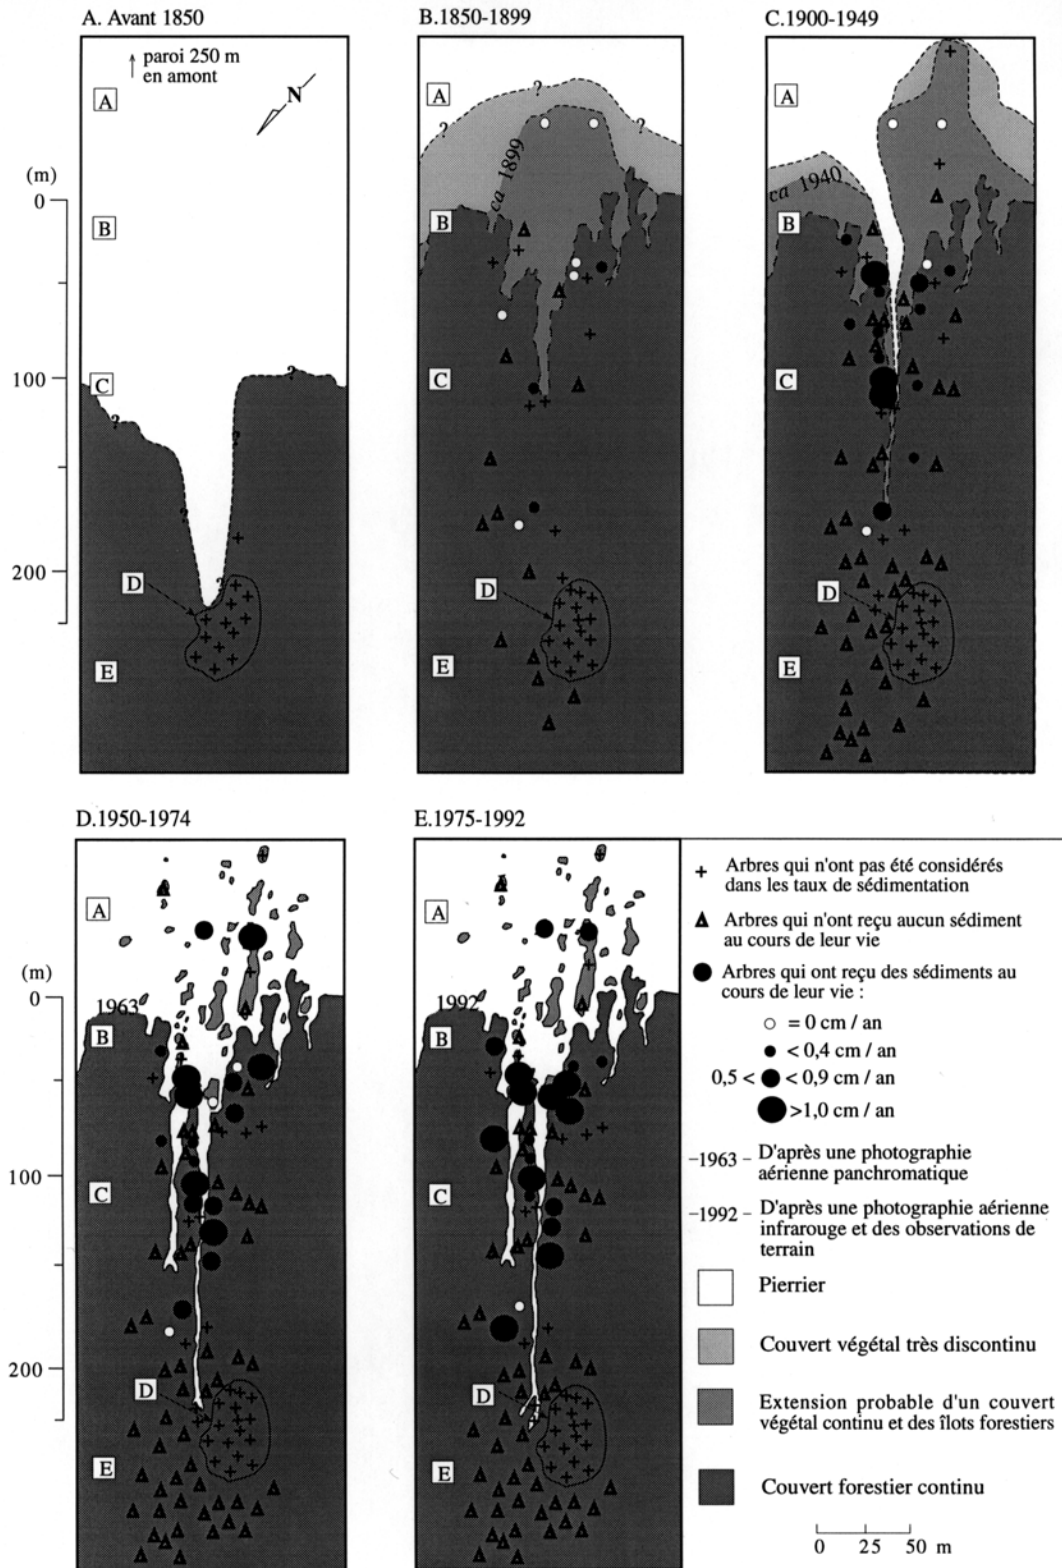 A. Avant 1850
B.1850-1899
C.1900-1949
paroi 250 m
en amont
N
A
B
C
D
E
(m)
0
100
200
?
?
?
?
?
A
B
C
D
E
?
?
?
ca 1899
A
B
C
D
E
ca 1940
D.1950-1974
E.1975-1992
(m)
0
100
200
A
B
C
D
E
1963
A
B
C
D
E
1992
Arbres qui n'ont pas été considérés
dans les taux de sédimentation
Arbres qui n'ont reçu aucun sédiment
au cours de leur vie
Arbres qui ont reçu des sédiments au
cours de leur vie :
= 0 cm / an
< 0,4 cm / an
0,5 < < 0,9 cm / an
>1,0 cm / an
–1963 – D'après une photographie
aérienne panchromatique
–1992 – D'après une photographie aérienne
infrarouge et des observations de
terrain
Pierrier
Couvert végétal très discontinu
Extension probable d'un couvert
végétal continu et des îlots forestiers
Couvert forestier continu
0 25 50 m